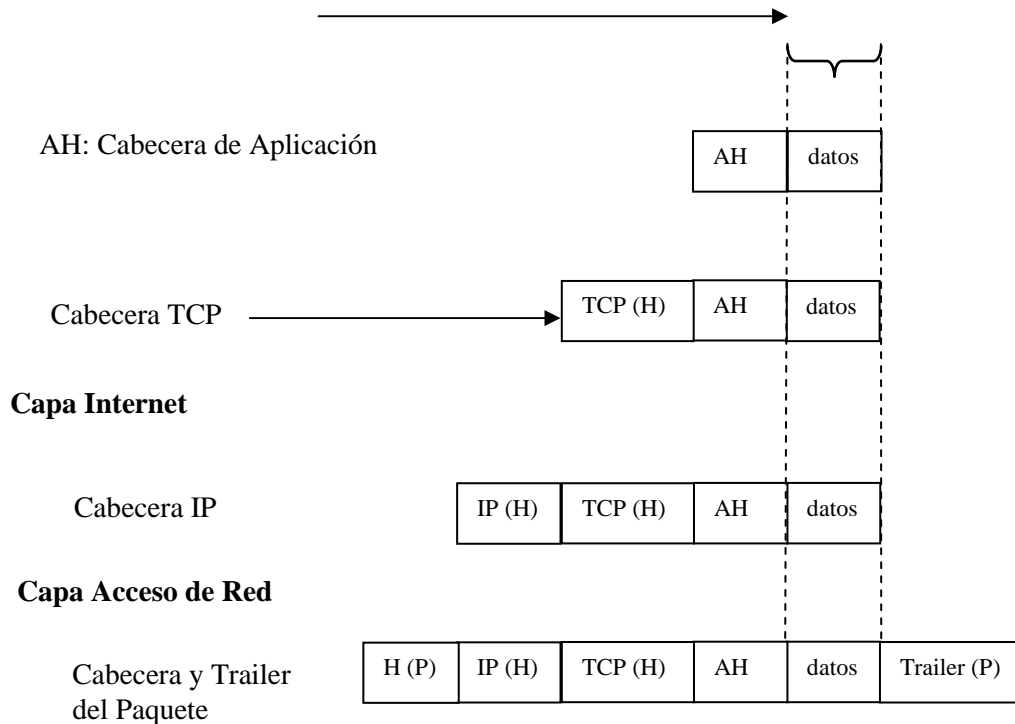 AH: Cabecera de Aplicación
AH datos
Cabecera TCP
TCP (H) AH datos
Capa Internet
Cabecera IP
IP (H) TCP (H) AH datos
Capa Acceso de Red
Cabecera y Trailer
del Paquete
H (P) IP (H) TCP (H) AH datos Trailer (P)